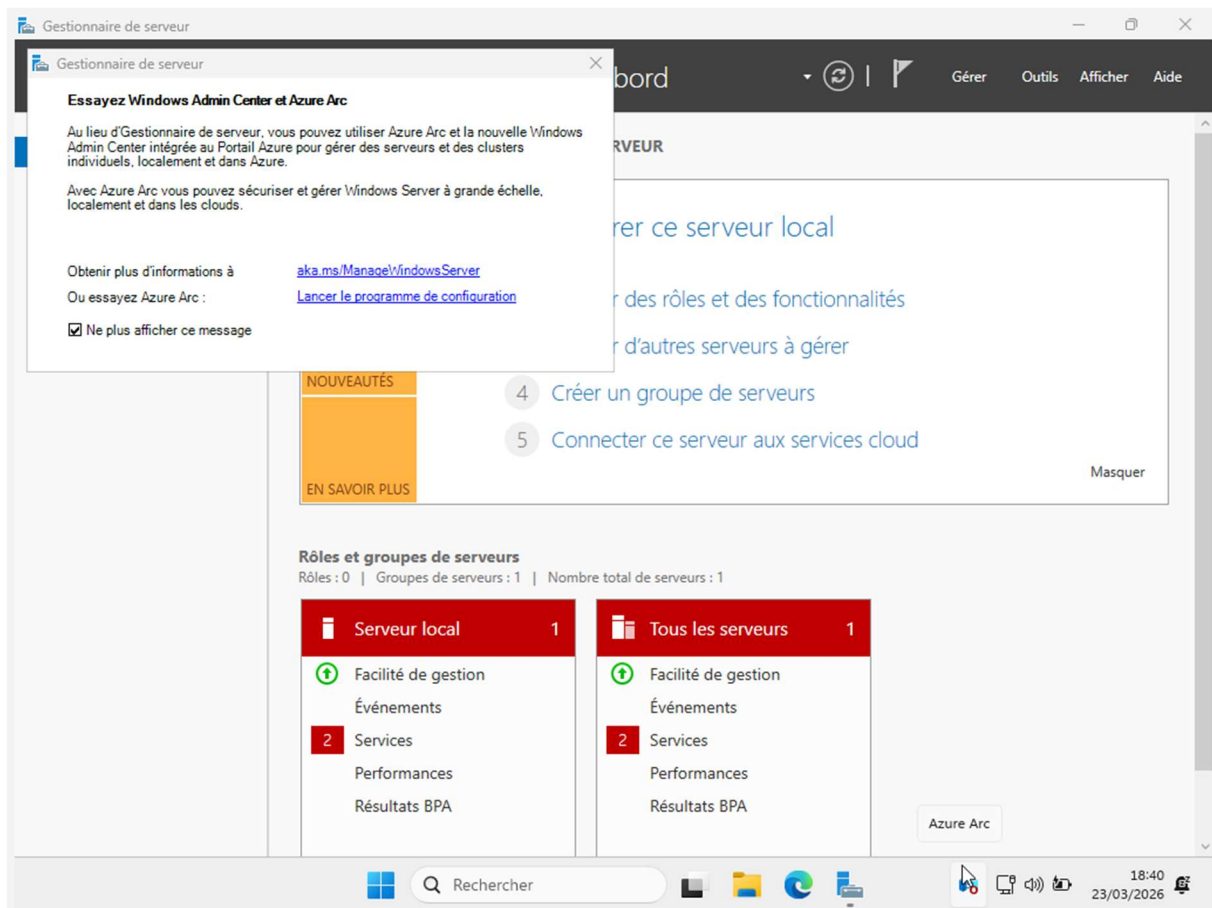 Gestionnaire de serveur
Gestionnaire de serveur
Essayez Windows Admin Center et Azure Arc
Au lieu d'Gestionnaire de serveur, vous pouvez utiliser Azure Arc et la nouvelle Windows
Admin Center intégrée au Portail Azure pour gérer des serveurs et des clusters
individuels, localement et dans Azure.
Avec Azure Arc vous pouvez sécuriser et gérer Windows Server à grande échelle,
localement et dans les clouds.
Obtenir plus d'informations à aka.ms/ManageWindowsServer
Ou essayez Azure Arc : Lancer le programme de configuration
Ne plus afficher ce message
bord
Gérer Outils Afficher Aide
RVEUR
rer ce serveur local
r des rôles et des fonctionnalités
r d'autres serveurs à gérer
NOUVEAUTÉS
4 Créer un groupe de serveurs
5 Connecter ce serveur aux services cloud
Masquer
EN SAVOIR PLUS
Rôles et groupes de serveurs
Rôles : 0 | Groupes de serveurs : 1 | Nombre total de serveurs : 1
Serveur local 1
Facilité de gestion
Événements
2 Services
Performances
Résultats BPA
Tous les serveurs 1
Facilité de gestion
Événements
2 Services
Performances
Résultats BPA
Azure Arc
Rechercher
18:40
23/03/2026